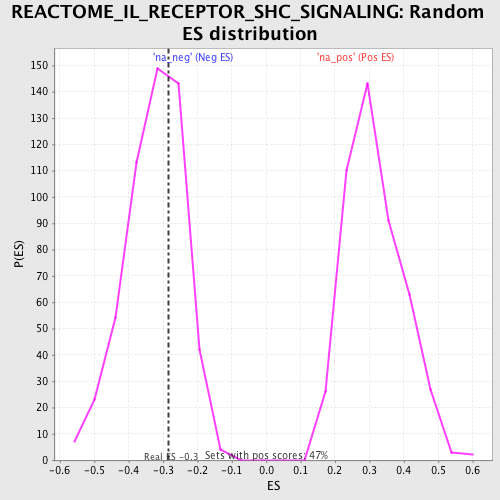 REACTOME_IL_RECEPTOR_SHC_SIGNALING: Random
ES distribution
'na_neg' (Neg ES)
'na_pos' (Pos ES)
150
140
130
120
110
100
90
80
70
60
50
40
30
20
10
0
P(ES)
Real ES -0.3
Sets with pos scores: 47%
-0.6 -0.5 -0.4 -0.3 -0.2 -0.1 0.0 0.1 0.2 0.3 0.4 0.5 0.6
ES